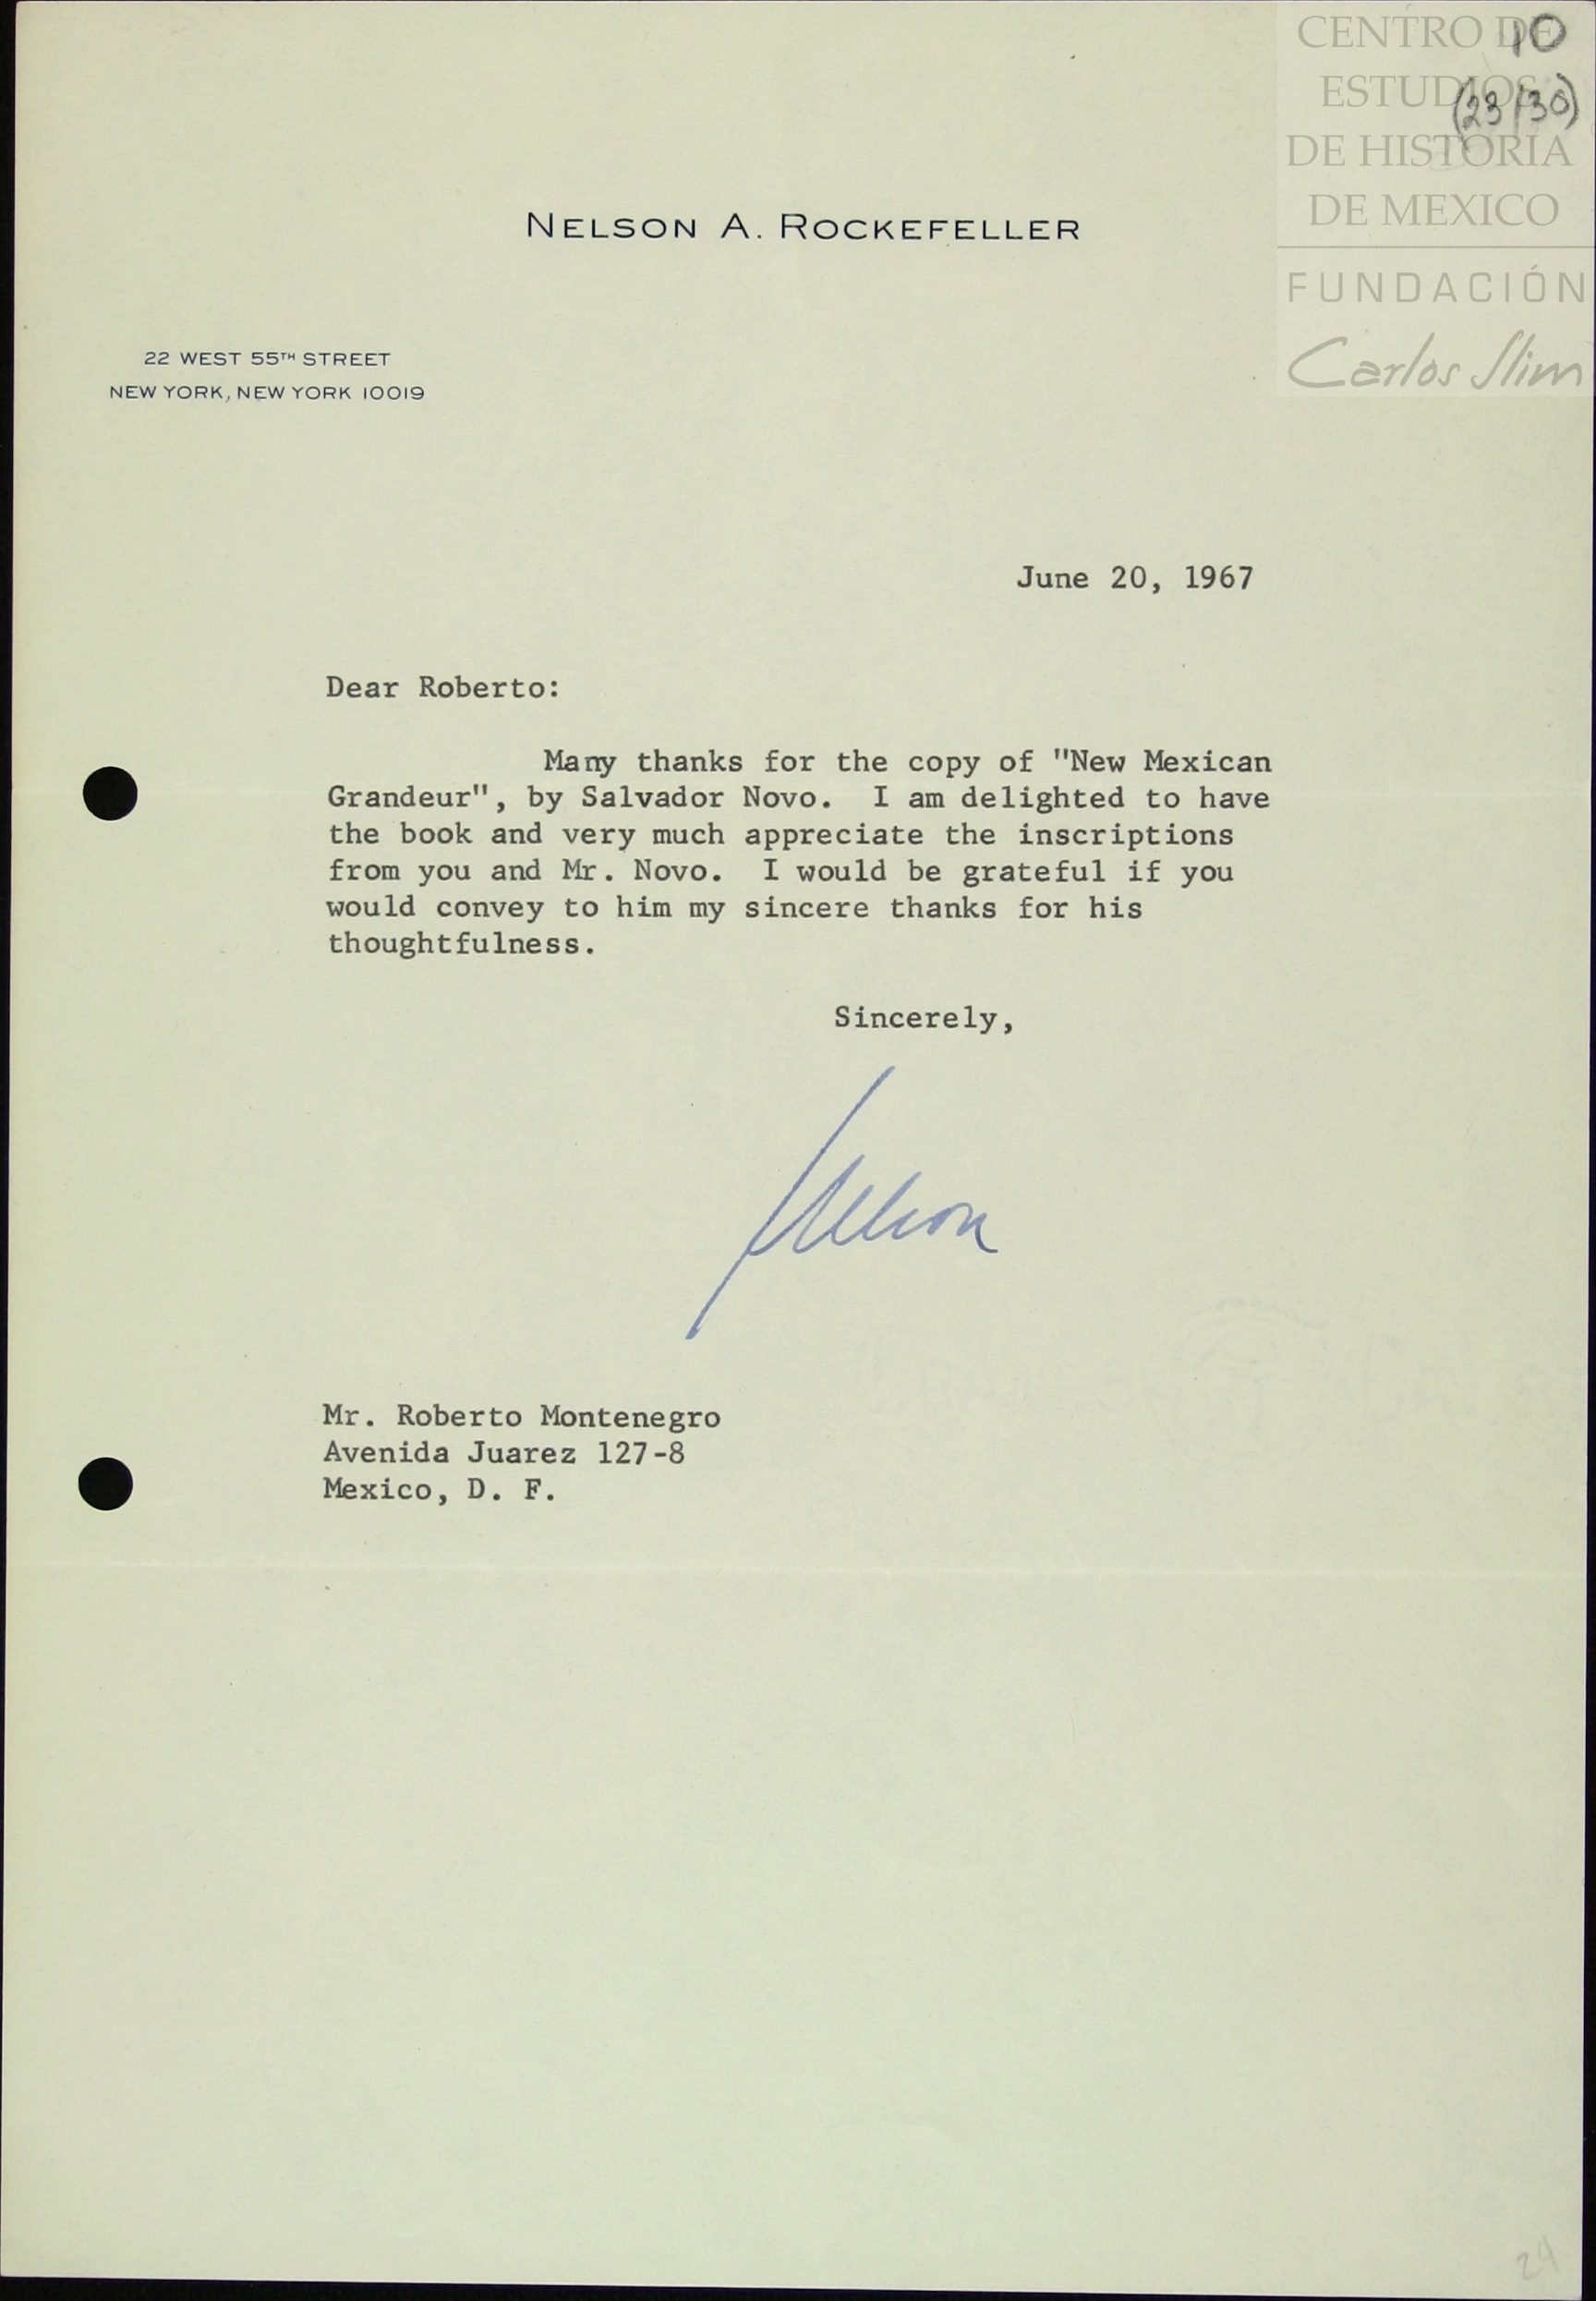 CENTRO DE
10
ESTUDIOS
(23/30)
DE HISTORIA
DE MEXICO
FUNDACIÓN
Carlos Slim
NELSON A. ROCKEFELLER
22 WEST 55TH STREET
NEW YORK, NEW YORK 10019
June 20, 1967
Dear Roberto:
Many thanks for the copy of "New Mexican
Grandeur", by Salvador Novo. I am delighted to have
the book and very much appreciate the inscriptions
from you and Mr. Novo. I would be grateful if you
would convey to him my sincere thanks for his
thoughtfulness.
Sincerely,
Nelson
Mr. Roberto Montenegro
Avenida Juarez 127-8
Mexico, D. F.
29